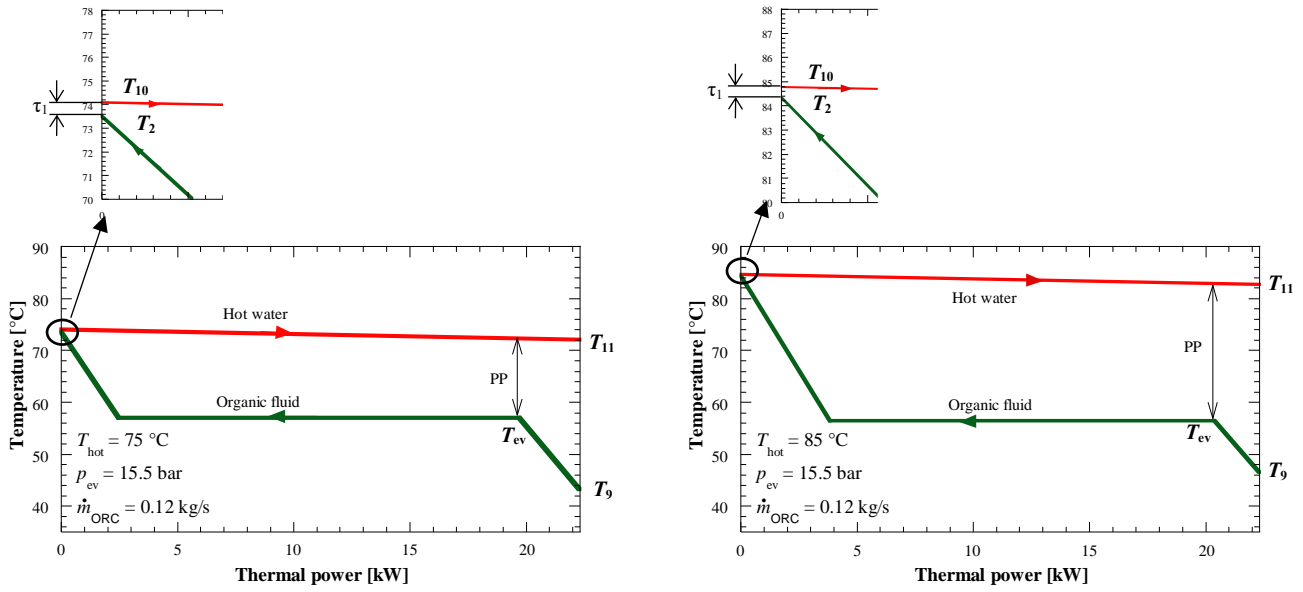 78
77
76
75
74
73
72
71
70
0
T10
T2
τ1
90
80
70
60
50
40
0
5
10
15
20
Temperature [°C]
Thermal power [kW]
Hot water
Organic fluid
PP
T11
Tev
T9
Thot = 75 °C
pev = 15.5 bar
ṁORC = 0.12 kg/s
88
87
86
85
84
83
82
81
80
0
T10
T2
τ1
90
80
70
60
50
40
0
5
10
15
20
Temperature [°C]
Thermal power [kW]
Hot water
Organic fluid
PP
T11
Tev
T9
Thot = 85 °C
pev = 15.5 bar
ṁORC = 0.12 kg/s